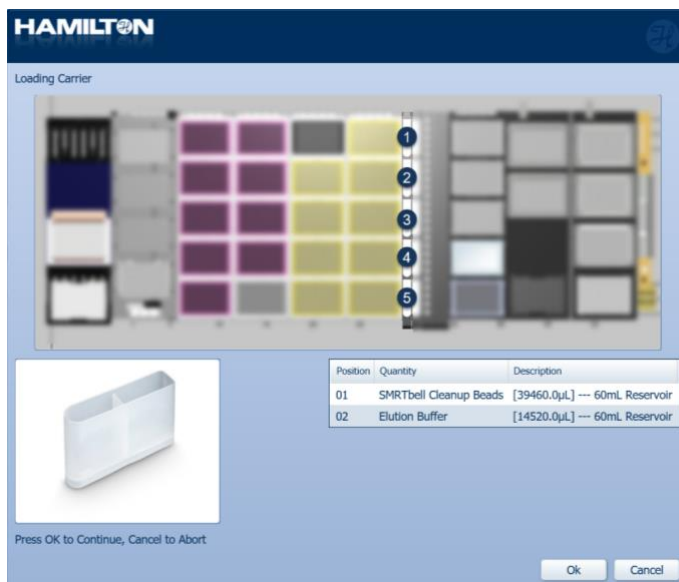 HAMILTON
Loading Carrier
1
2
3
4
5
Position Quantity Description
01 SMRTbell Cleanup Beads [39460.0µL] --- 60mL Reservoir
02 Elution Buffer [14520.0µL] --- 60mL Reservoir
Press OK to Continue, Cancel to Abort
Ok Cancel